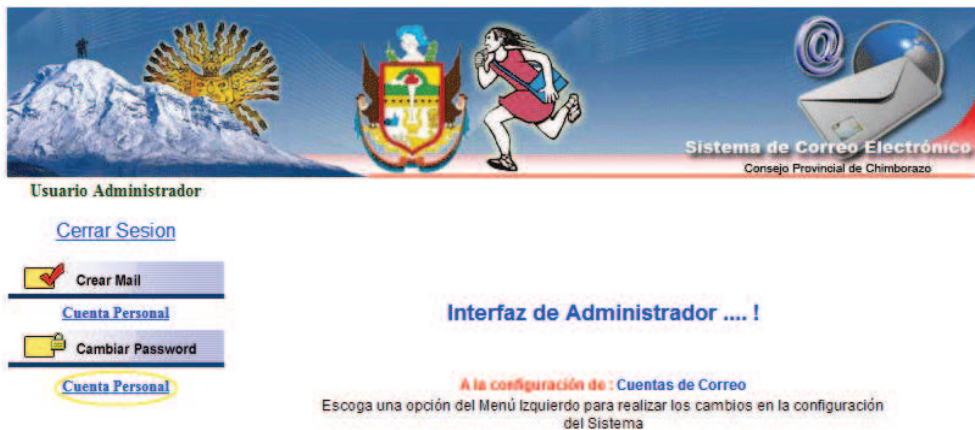 Sistema de Correo Electrónico
Consejo Provincial de Chimborazo
Usuario Administrador
Cerrar Sesion
Crear Mail
Cuenta Personal
Cambiar Password
Cuenta Personal
Interfaz de Administrador .... !
A la configuración de : Cuentas de Correo
Escoga una opción del Menú Izquierdo para realizar los cambios en la configuración
del Sistema